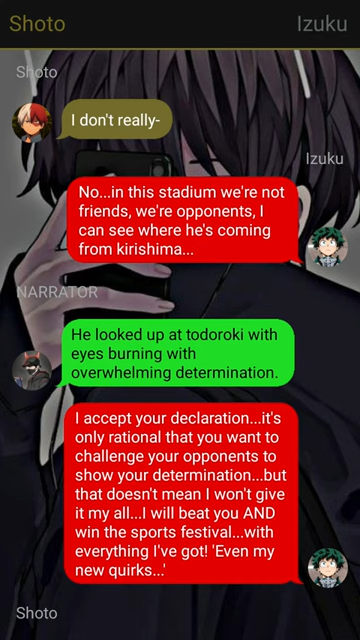 Shoto Izuku
Shoto
I don't really-
Izuku
No...in this stadium we're not
friends, we're opponents, I
can see where he's coming
from kirishima...
NARRATOR
He looked up at todoroki with
eyes burning with
overwhelming determination.
I accept your declaration...it's
only rational that you want to
challenge your opponents to
show your determination...but
that doesn't mean I won't give
it my all...I will beat you AND
win the sports festival...with
everything I've got! 'Even my
new quirks...'
Shoto